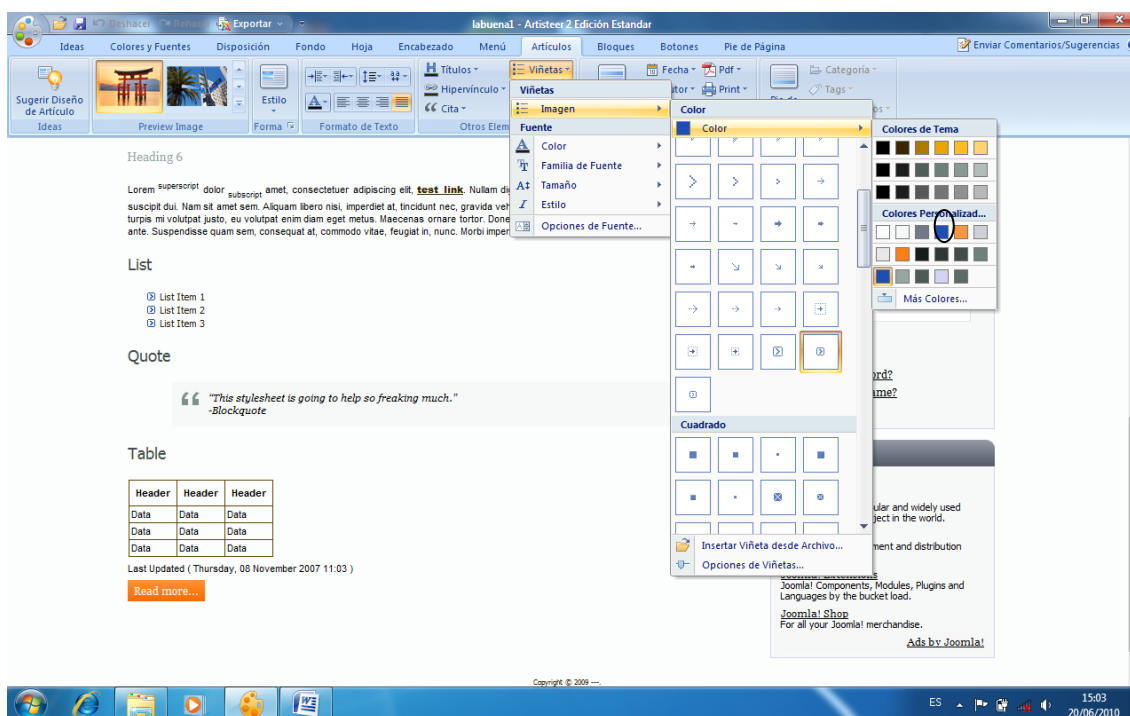 Deshacer
Exportar
labuena1 - Artisteer 2 Edición Estandar
Ideas Colores y Fuentes Disposición Fondo Hoja Encabezado Menú Artículos Bloques Botones Pie de Página
Enviar Comentarios/Sugerencias
Sugerir Diseño
de Artículo
Estilo
Títulos
Hipervínculo
Cita
Viñetas
Fecha
Pdf
Print
Categoría
Tags
Ideas Preview Image Forma Formato de Texto Otros Elem
Viñetas
Imagen
Fuente
Color
Familia de Fuente
Tamaño
Estilo
Opciones de Fuente...
Color
Color
Cuadrado
Insertar Viñeta desde Archivo...
Opciones de Viñetas...
Colores de Tema
Colores Personalizad...
Más Colores...
Heading 6
Lorem superscript dolor subscript amet, consectetuer adipiscing elit, test link. Nullam di
suscipit dui. Nam sit amet sem. Aliquam libero nisi, imperdiet at, tincidunt nec, gravida veh
turpis mi volutpat justo, eu volutpat enim diam eget metus. Maecenas ornare tortor. Done
ante. Suspendisse quam sem, consequat at, commodo vitae, feugiat in, nunc. Morbi imper
List
List Item 1
List Item 2
List Item 3
Quote
"This stylesheet is going to help so freaking much."
-Blockquote
Table
Header Header Header
Data Data Data
Data Data Data
Data Data Data
Last Updated ( Thursday, 08 November 2007 11:03 )
Read more...
ord?
ame?
ular and widely used
ject in the world.
ment and distribution
Joomla! Extensions
Joomla! Components, Modules, Plugins and
Languages by the bucket load.
Joomla! Shop
For all your Joomla! merchandise.
Ads by Joomla!
Copyright © 2009 ---.
ES
15:03
20/06/2010